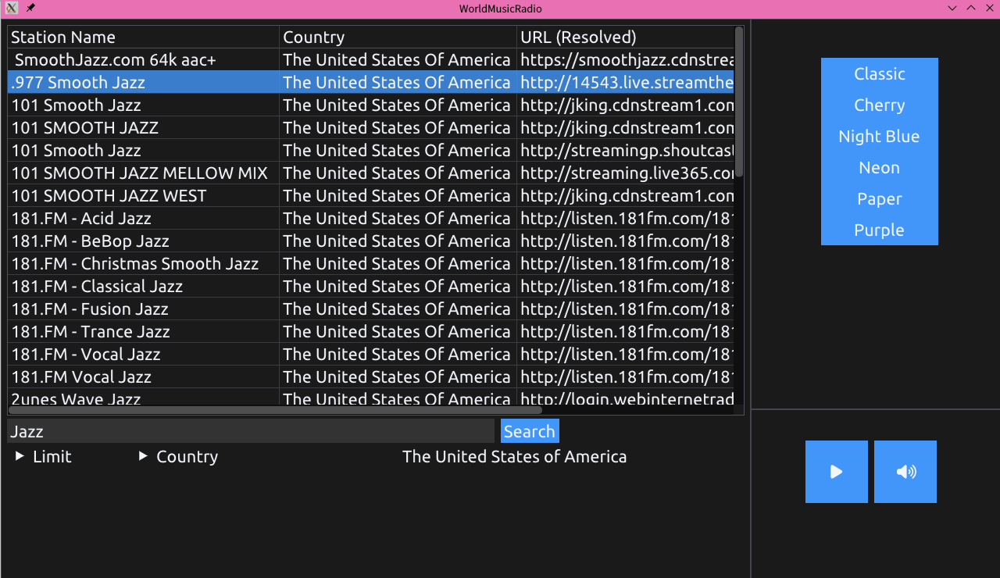 WorldMusicRadio
Station Name Country URL (Resolved)
SmoothJazz.com 64k aac+ The United States Of America https://smoothjazz.cdnstrea
.977 Smooth Jazz The United States Of America http://14543.live.streamthe
101 Smooth Jazz The United States Of America http://jking.cdnstream1.com
101 SMOOTH JAZZ The United States Of America http://jking.cdnstream1.com
101 Smooth Jazz The United States Of America http://streamingp.shoutcast
101 SMOOTH JAZZ MELLOW MIX The United States Of America http://streaming.live365.com
101 SMOOTH JAZZ WEST The United States Of America http://jking.cdnstream1.com
181.FM - Acid Jazz The United States Of America http://listen.181fm.com/181
181.FM - BeBop Jazz The United States Of America http://listen.181fm.com/181
181.FM - Christmas Smooth Jazz The United States Of America http://listen.181fm.com/181
181.FM - Classical Jazz The United States Of America http://listen.181fm.com/181
181.FM - Fusion Jazz The United States Of America http://listen.181fm.com/181
181.FM - Trance Jazz The United States Of America http://listen.181fm.com/181
181.FM - Vocal Jazz The United States Of America http://listen.181fm.com/181
181.FM Vocal Jazz The United States Of America http://listen.181fm.com/181
2unes Wave Jazz The United States Of America http://login.webinternetrad
Jazz Search
Limit Country The United States of America
Classic
Cherry
Night Blue
Neon
Paper
Purple